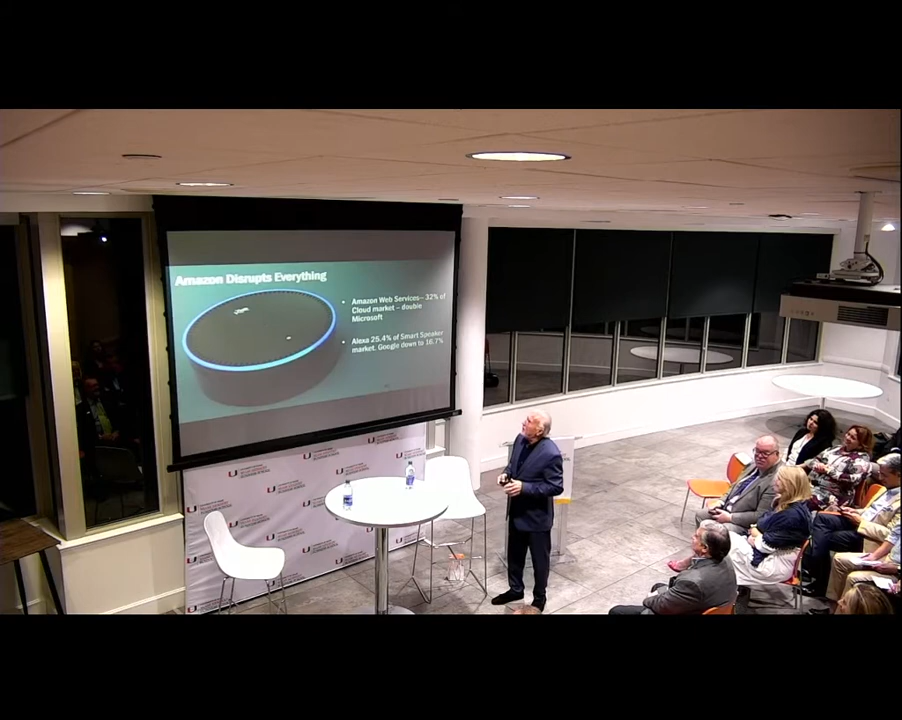 Amazon Disrupts Everything
• Amazon Web Services– 32% of
Cloud market – double
Microsoft
• Alexa 25.4% of Smart Speaker
market. Google down to 16.7%